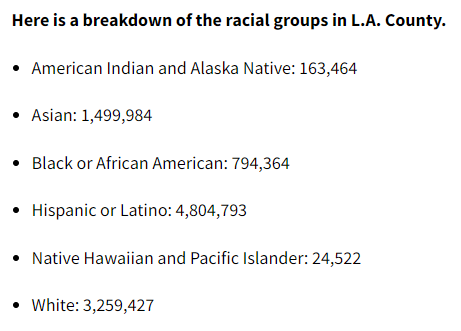 Here is a breakdown of the racial groups in L.A. County.
• American Indian and Alaska Native: 163,464
• Asian: 1,499,984
• Black or African American: 794,364
• Hispanic or Latino: 4,804,793
• Native Hawaiian and Pacific Islander: 24,522
• White: 3,259,427